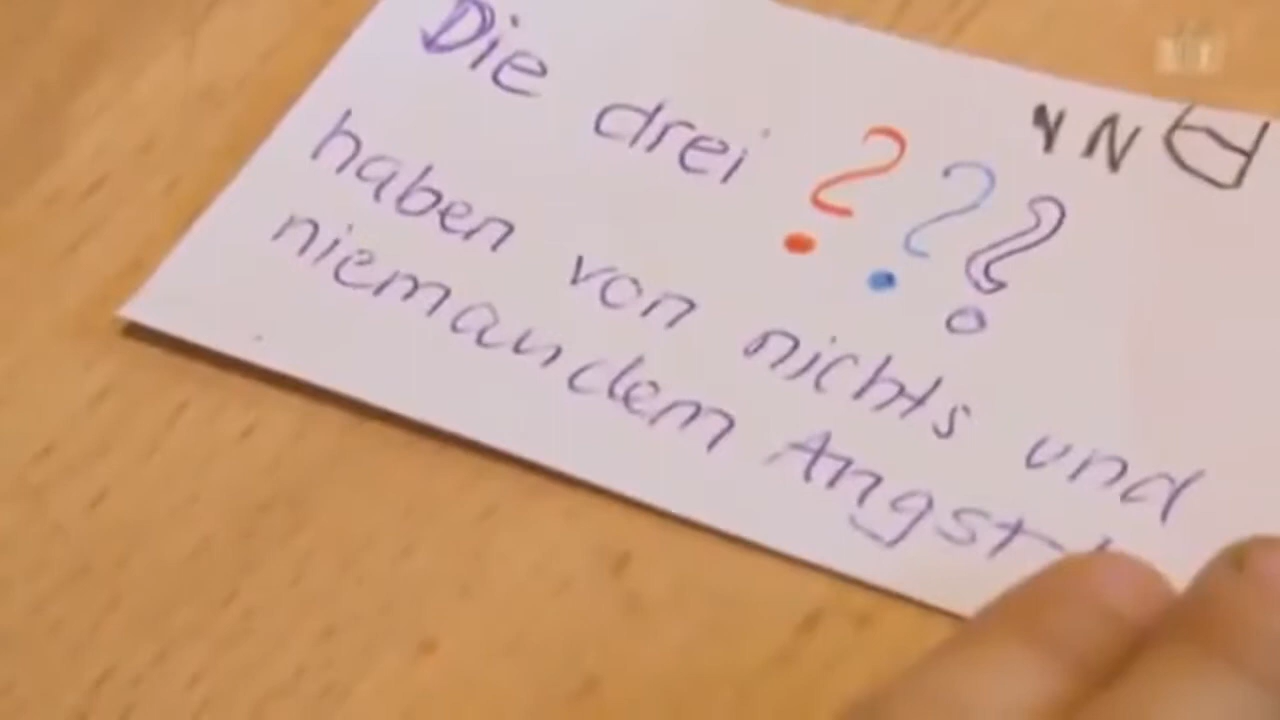 Die drei ???
haben von nichts und
niemandem Angst